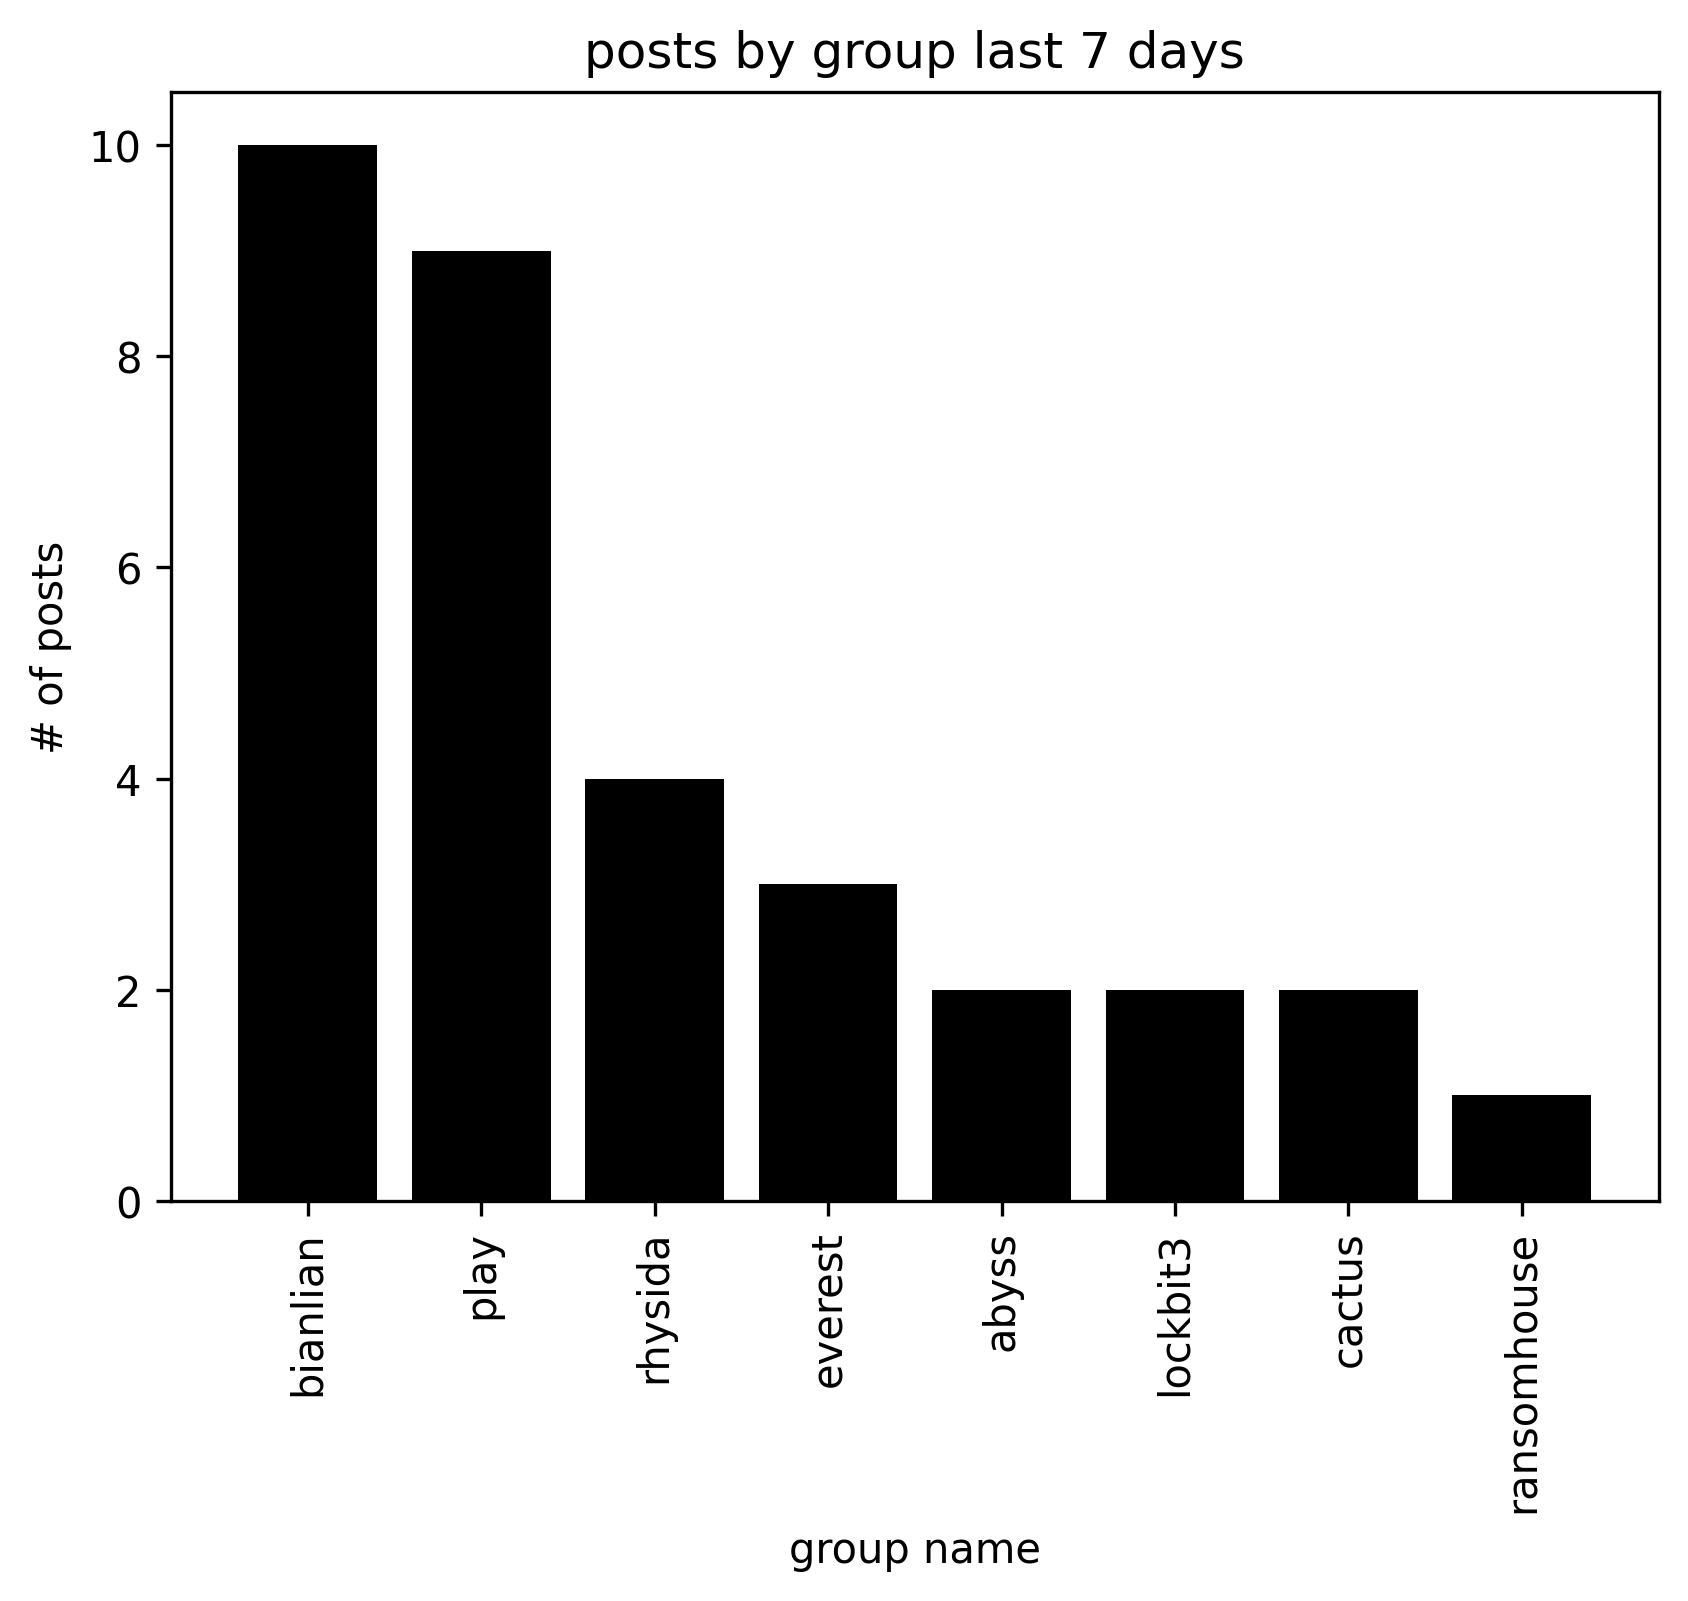 posts by group last 7 days
# of posts
10
8
6
4
2
0
bianlian
play
rhysida
everest
abyss
lockbit3
cactus
ransomhouse
group name